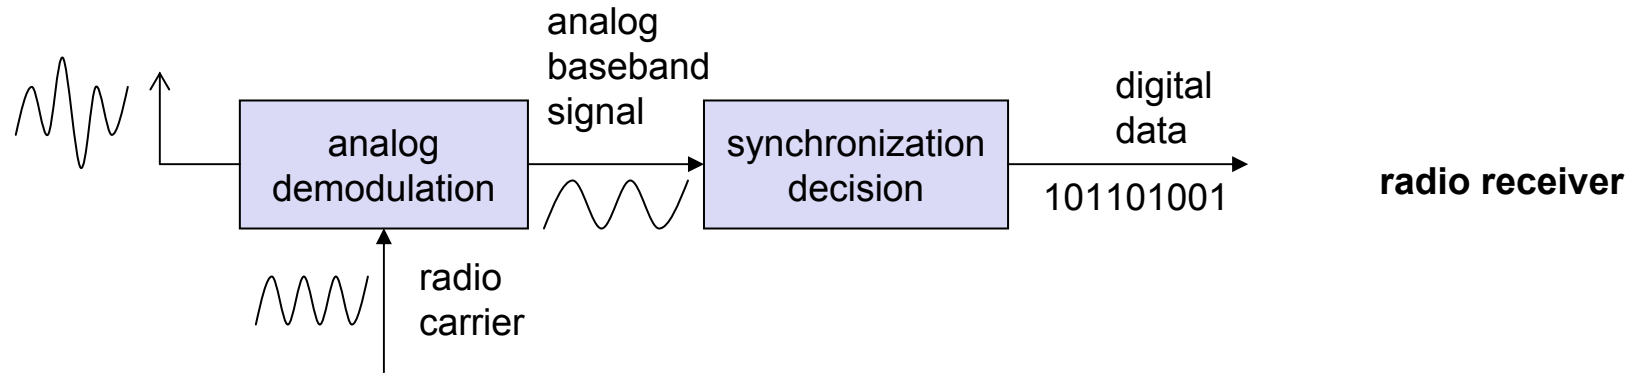 analog
baseband
signal
analog
demodulation
synchronization
decision
digital
data
101101001
radio receiver
radio
carrier